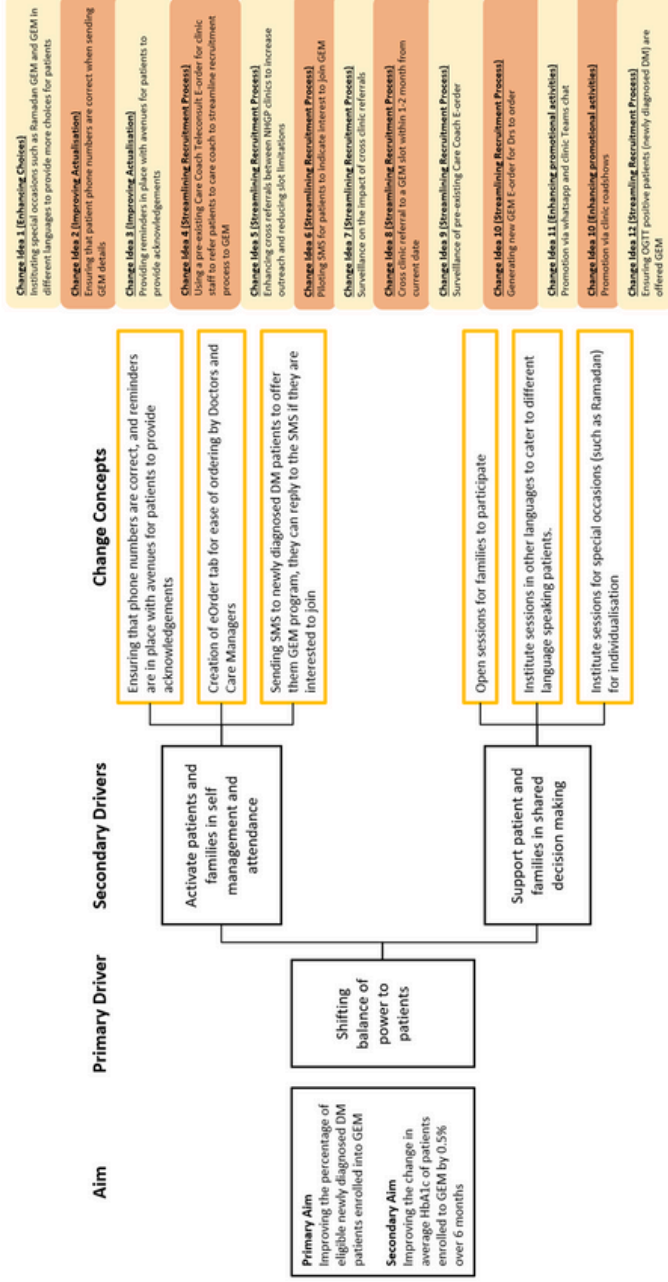 Aim
Primary Driver
Secondary Drivers
Change Concepts
Primary Aim
Improving the percentage of
eligible newly diagnosed DM
patients enrolled into GEM
Secondary Aim
Improving the change in
average HbA1c of patients
enrolled to GEM by 0.5%
over 6 months
Shifting
balance of
power to
patients
Activate patients and
families in self
management and
attendance
Support patient and
families in shared
decision making
Ensuring that phone numbers are correct, and reminders
are in place with avenues for patients to provide
acknowledgements
Creation of eOrder tab for ease of ordering by Doctors and
Care Managers
Sending SMS to newly diagnosed DM patients to offer
them GEM program, they can reply to the SMS if they are
interested to join
Open sessions for families to participate
Institute sessions in other languages to cater to different
language speaking patients.
Institute sessions for special occasions (such as Ramadan)
for individualisation
Change Idea 1 (Enhancing Choices)
Instituting special occasions such as Ramadan GEM and GEM in
different languages to provide more choices for patients
Change Idea 2 (Improving Actualisation)
Ensuring that patient phone numbers are correct when sending
GEM details
Change Idea 3 (Improving Actualisation)
Providing reminders in place with avenues for patients to
provide acknowledgements
Change Idea 4 (Streamlining Recruitment Process)
Using a pre-existing Care Coach Teleconsult E-order for clinic
staff to refer patients to care coach to streamline recruitment
process to GEM
Change Idea 5 (Streamlining Recruitment Process)
Enhancing cross referrals between NHGP clinics to increase
outreach and reducing slot limitations
Change Idea 6 (Streamlining Recruitment Process)
Piloting SMS for patients to indicate interest to join GEM
Change Idea 7 (Streamlining Recruitment Process)
Surveillance on the impact of cross clinic referrals
Change Idea 8 (Streamlining Recruitment Process)
Cross clinic referral to a GEM slot within 1-2 month from
current date
Change Idea 9 (Streamlining Recruitment Process)
Surveillance of pre-existing Care Coach E-order
Change Idea 10 (Streamlining Recruitment Process)
Generating new GEM E-order for Drs to order
Change Idea 11 (Enhancing promotional activities)
Promotion via whatsapp and clinic Teams chat
Change Idea 10 (Enhancing promotional activities)
Promotion via clinic roadshows
Change Idea 12 (Streamling Recruitment Process)
Ensuring OGTT positive patients (newly diagnosed DM) are
offered GEM